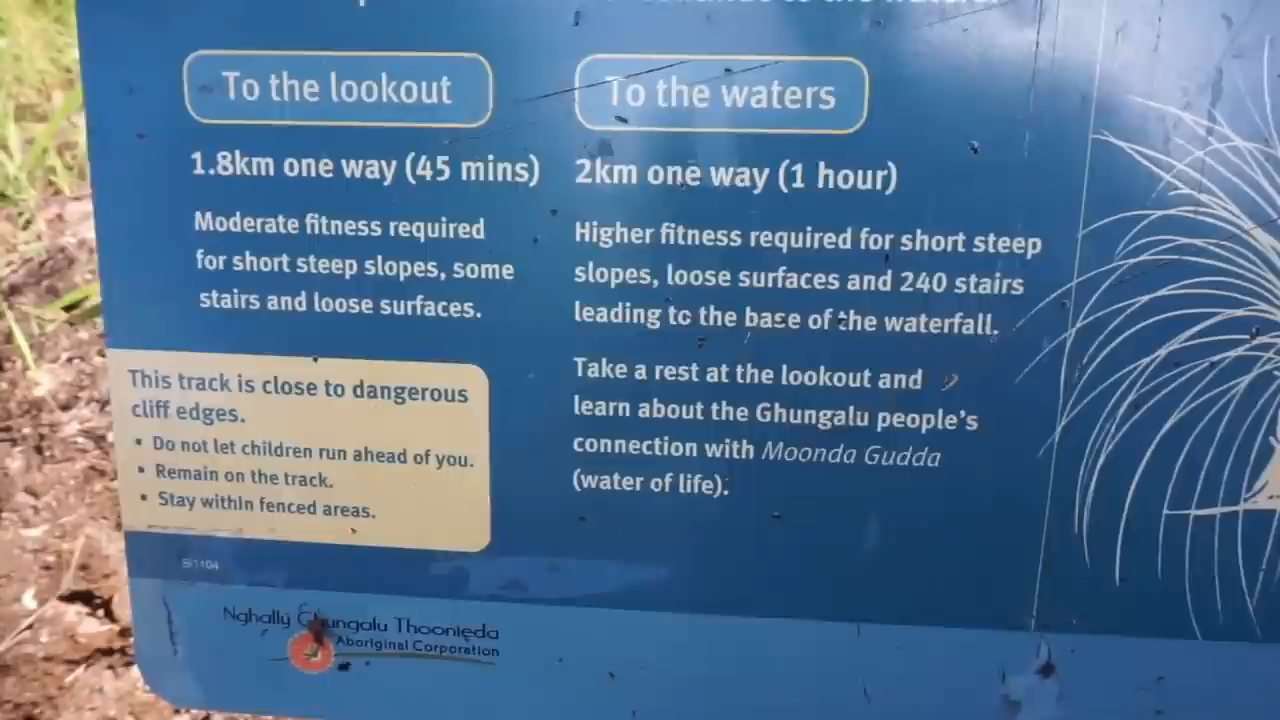 To the lookout
1.8km one way (45 mins)
Moderate fitness required
for short steep slopes, some
stairs and loose surfaces.
This track is close to dangerous
cliff edges.
• Do not let children run ahead of you.
• Remain on the track.
• Stay within fenced areas.
To the waters
2km one way (1 hour)
Higher fitness required for short steep
slopes, loose surfaces and 240 stairs
leading to the base of the waterfall.
Take a rest at the lookout and
learn about the Ghungalu people's
connection with Moonda Gudda
(water of life).
Nghally Ghungalu Thoonieda
Aboriginal Corporation